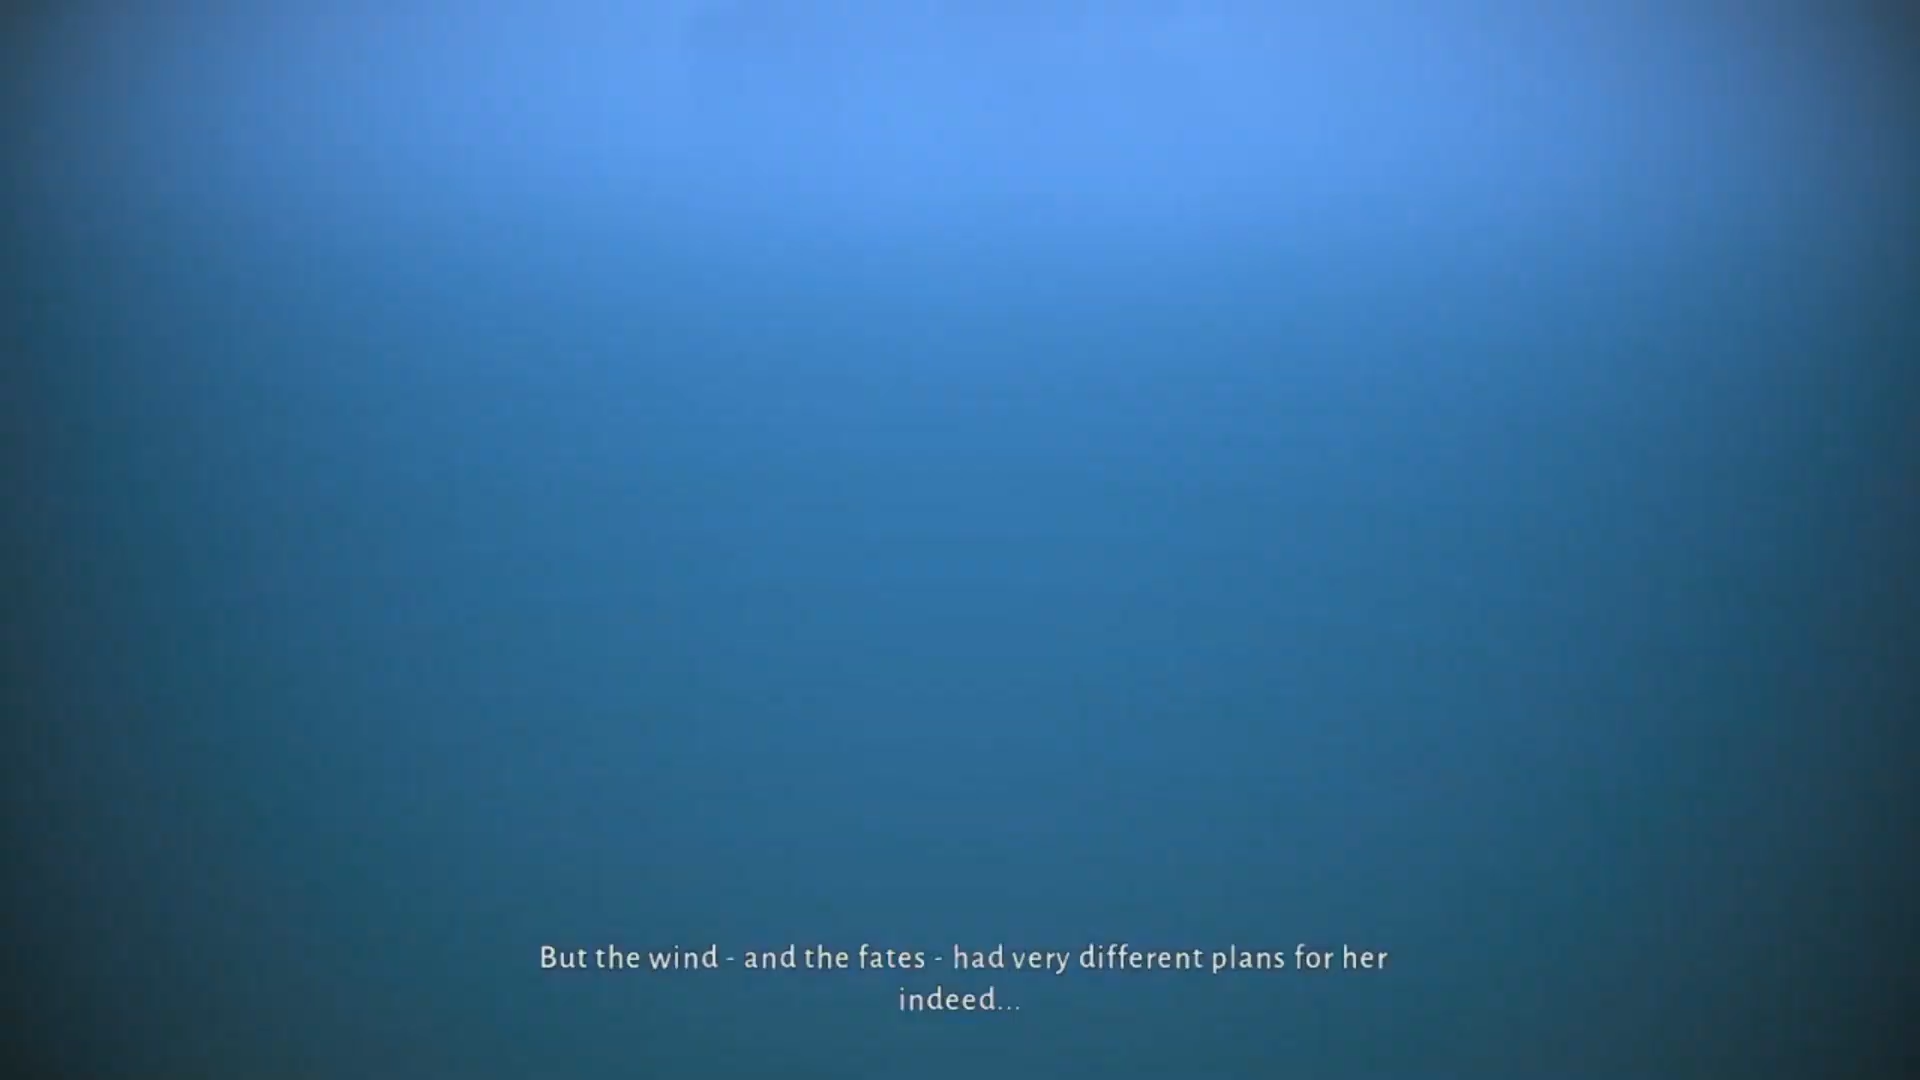 But the wind - and the fates - had very different plans for her
indeed...